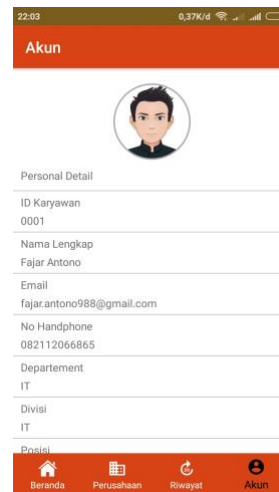 22:03
0,37K/d
Akun
Personal Detail
ID Karyawan
0001
Nama Lengkap
Fajar Antono
Email
fajar.antono988@gmail.com
No Handphone
082112066865
Departement
IT
Divisi
IT
Posisi
Beranda Perusahaan Riwayat Akun